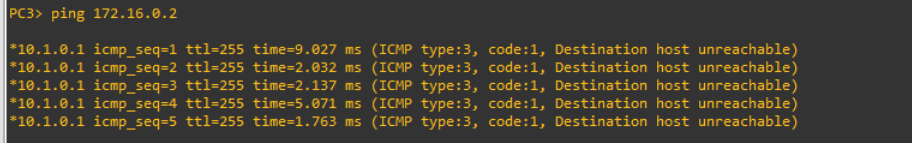 PC3> ping 172.16.0.2
*10.1.0.1 icmp_seq=1 ttl=255 time=9.027 ms (ICMP type:3, code:1, Destination host unreachable)
*10.1.0.1 icmp_seq=2 ttl=255 time=2.032 ms (ICMP type:3, code:1, Destination host unreachable)
*10.1.0.1 icmp_seq=3 ttl=255 time=2.137 ms (ICMP type:3, code:1, Destination host unreachable)
*10.1.0.1 icmp_seq=4 ttl=255 time=5.071 ms (ICMP type:3, code:1, Destination host unreachable)
*10.1.0.1 icmp_seq=5 ttl=255 time=1.763 ms (ICMP type:3, code:1, Destination host unreachable)